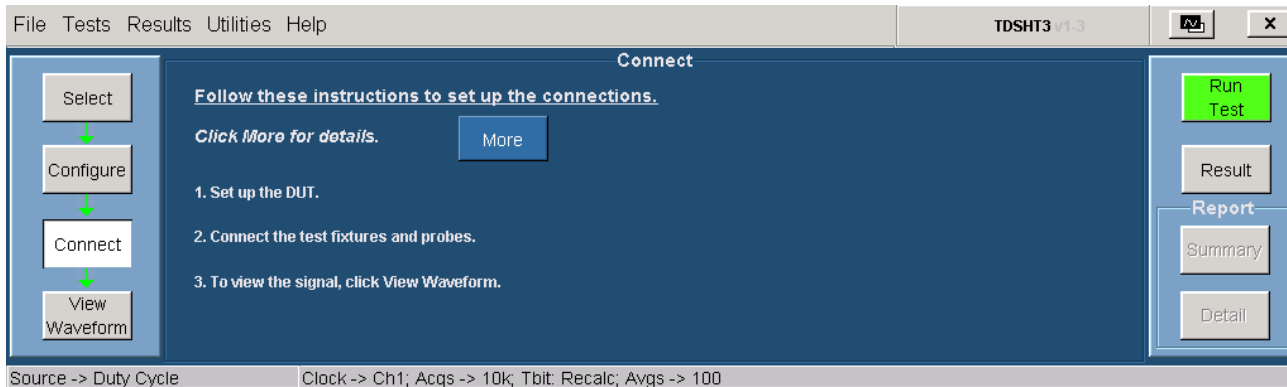 File Tests Results Utilities Help
TDSHT3 v1-3
Connect
Select
Configure
Connect
View
Waveform
Follow these instructions to set up the connections.
Click More for details.
More
1. Set up the DUT.
2. Connect the test fixtures and probes.
3. To view the signal, click View Waveform.
Run
Test
Result
Report
Summary
Detail
Source -> Duty Cycle
Clock -> Ch1; Acqs -> 10k; Tbit: Recalc; Avgs -> 100